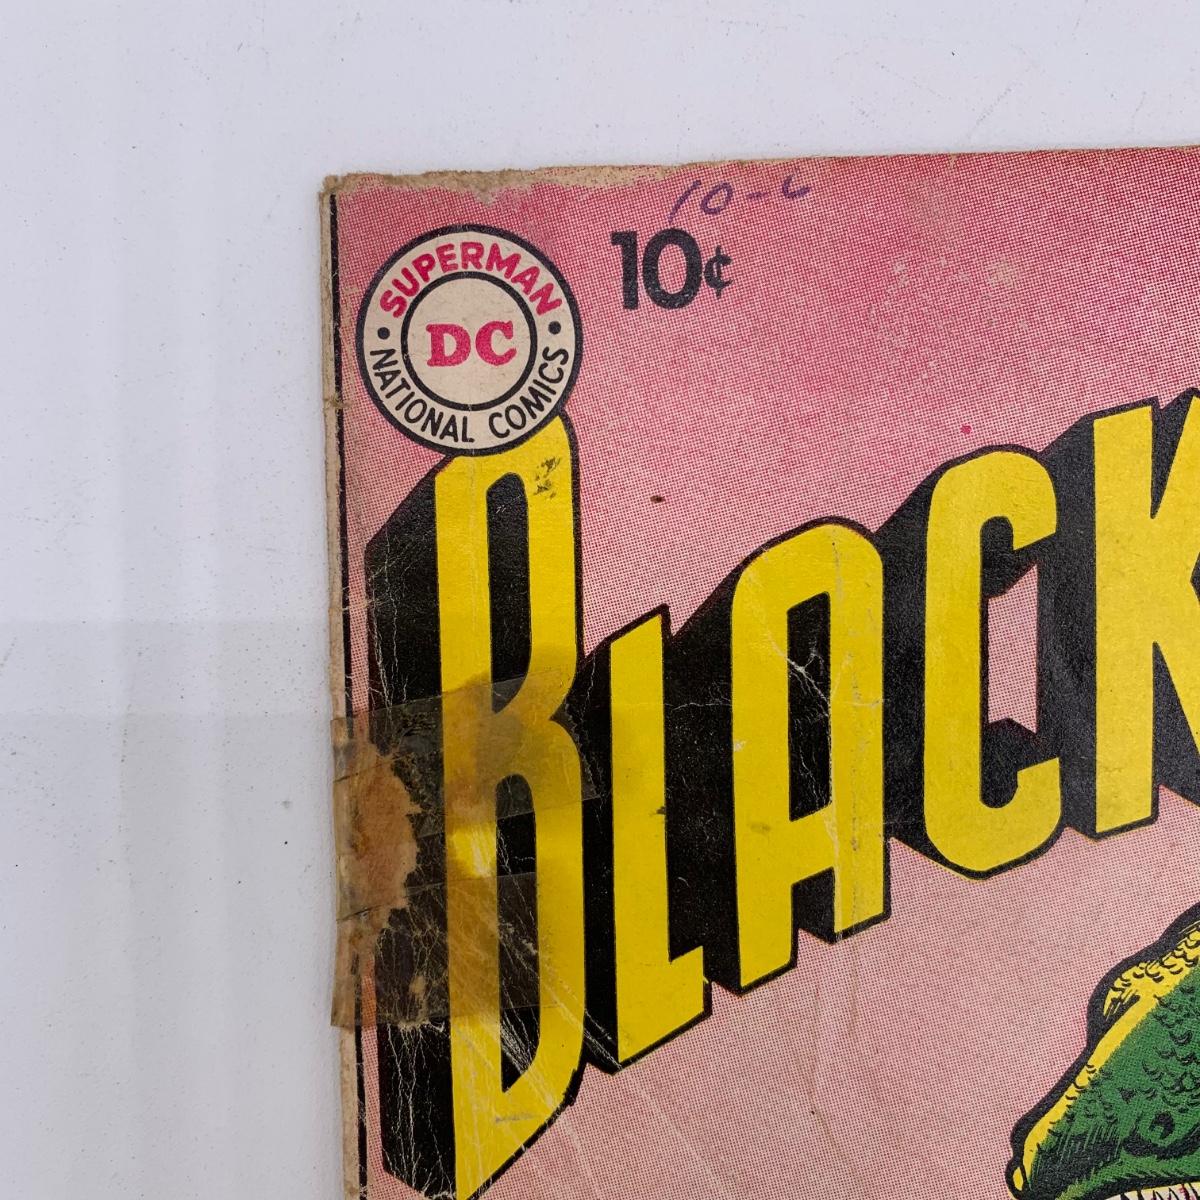 10-6
SUPERMAN
DC
NATIONAL COMICS
10¢
BLACK